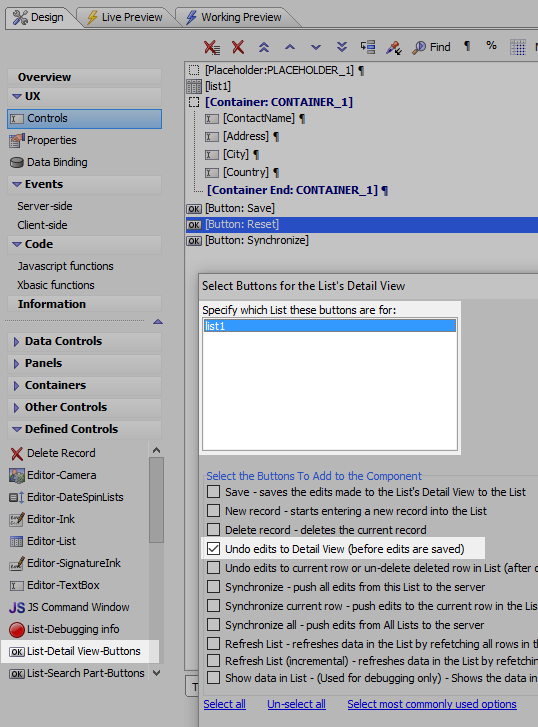 Design
Live Preview
Working Preview
Find
¶
%
Overview
UX
Controls
Properties
Data Binding
Events
Server-side
Client-side
Code
Javascript functions
Xbasic functions
Information
Data Controls
Panels
Containers
Other Controls
Defined Controls
Delete Record
Editor-Camera
Editor-DateSpinLists
Editor-Ink
Editor-List
Editor-SignatureInk
Editor-TextBox
JS JS Command Window
List-Debugging info
OK List-Detail View-Buttons
OK List-Search Part-Buttons
[Placeholder:PLACEHOLDER_1] ¶
[list1]
[Container: CONTAINER_1]
[ContactName] ¶
[Address] ¶
[City] ¶
[Country] ¶
[Container End: CONTAINER_1] ¶
OK [Button: Save]
OK [Button: Reset]
OK [Button: Synchronize]
Select Buttons for the List's Detail View
Specify which List these buttons are for:
list1
Select the Buttons To Add to the Component
Save - saves the edits made to the List's Detail View to the List
New record - starts entering a new record into the List
Delete record - deletes the current record
Undo edits to Detail View (before edits are saved)
Undo edits to current row or un-delete deleted row in List (after
Synchronize - push all edits from this List to the server
Synchronize current row - push edits to the current row in the List
Synchronize all - push edits from All Lists to the server
Refresh List - refreshes data in the List by refetching all rows in the
Refresh List (incremental) - refreshes data in the List by refetching
Show data in List - (Used for debugging only) - Shows the data in
Select all
Un-select all
Select most commonly used options